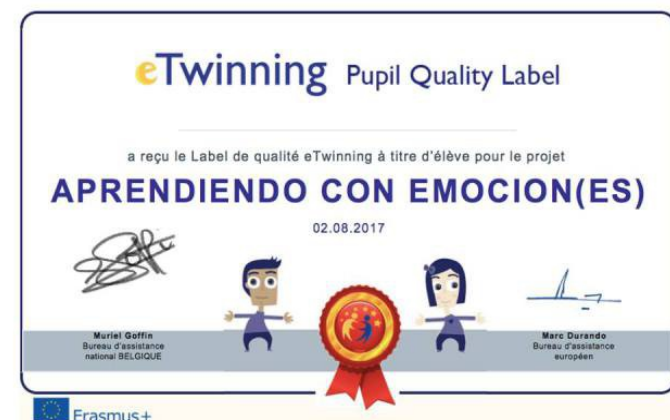 eTwinning Pupil Quality Label
a reçu le Label de qualité eTwinning à titre d'élève pour le projet
APRENDIENDO CON EMOCION(ES)
02.08.2017
Muriel Goffin
Bureau d'assistance
national BELGIQUE
Marc Durando
Bureau d'assistance
européen
Erasmus+